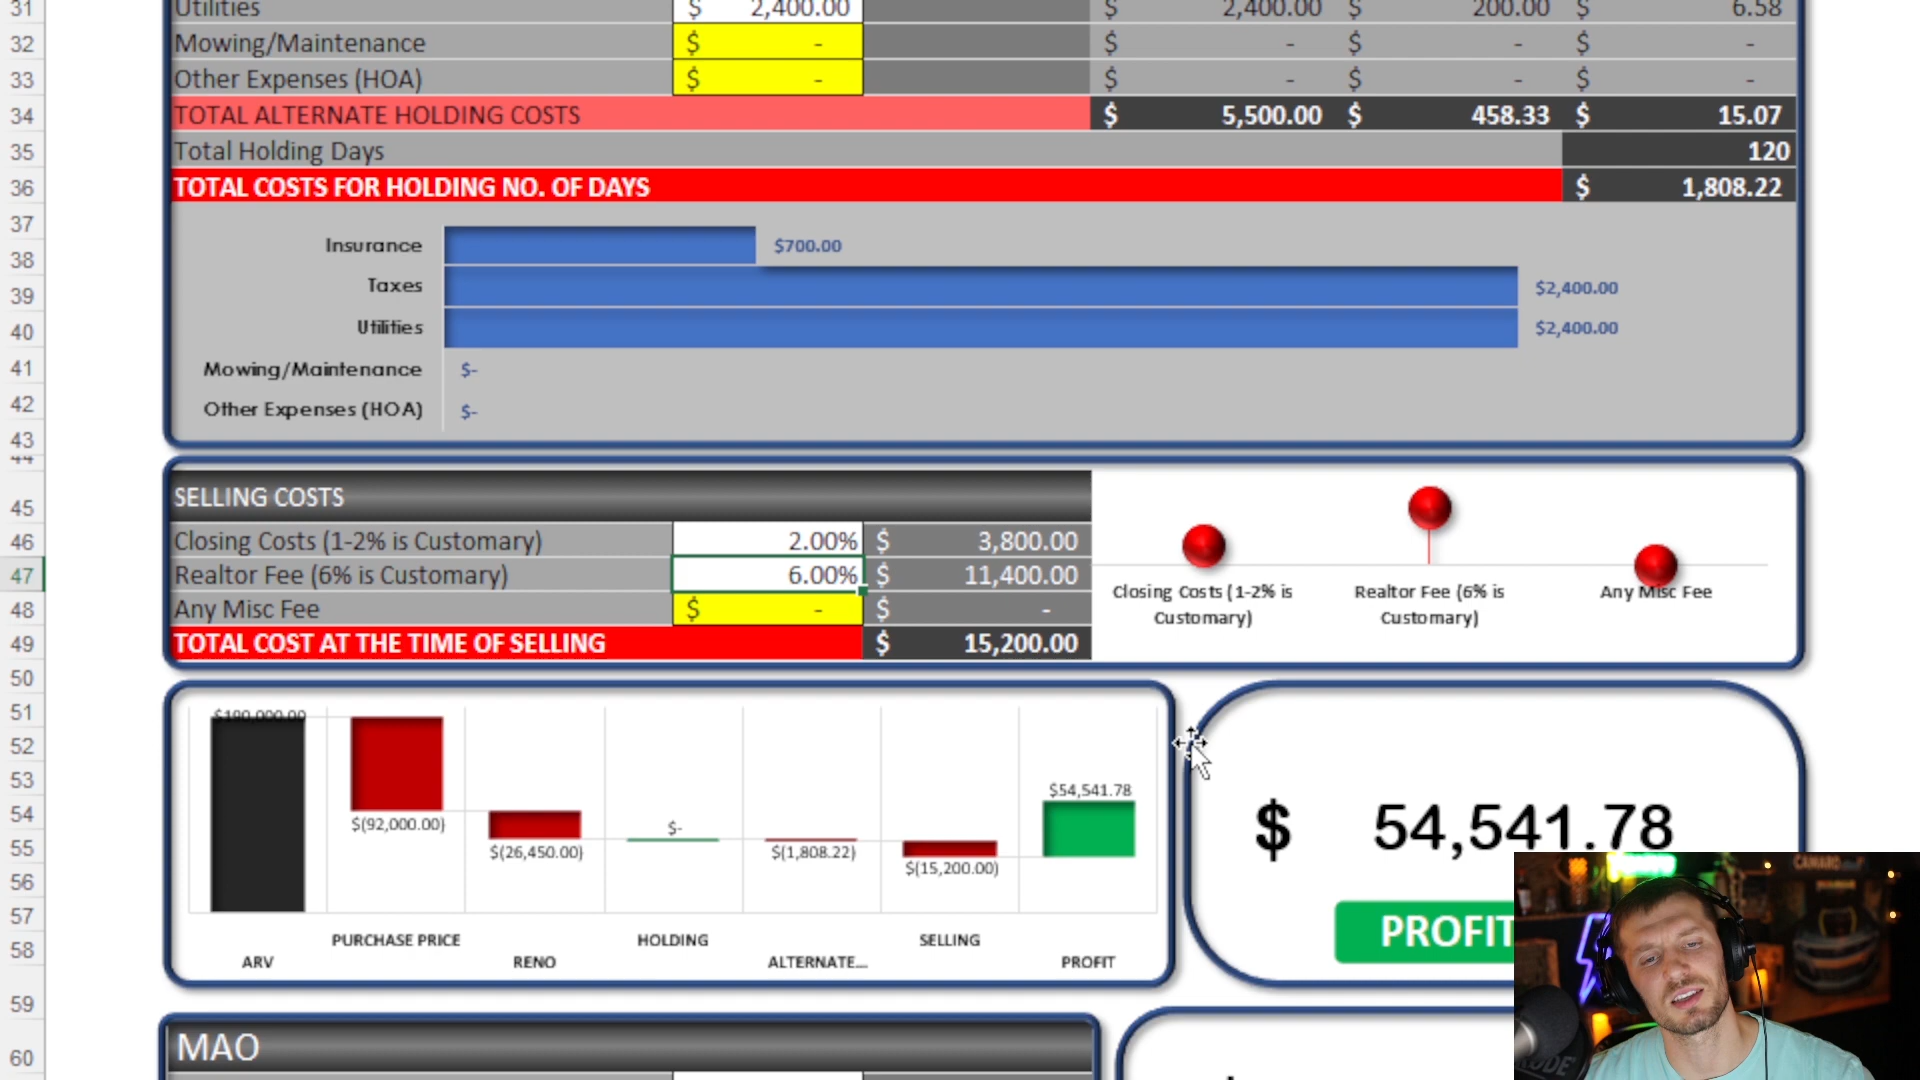 31 Utilities $ 2,400.00 $ 2,400.00 $ 200.00 $ 6.58
32 Mowing/Maintenance $ - $ - $ - $ -
33 Other Expenses (HOA) $ - $ - $ - $ -
34 TOTAL ALTERNATE HOLDING COSTS $ 5,500.00 $ 458.33 $ 15.07
35 Total Holding Days 120
36 TOTAL COSTS FOR HOLDING NO. OF DAYS $ 1,808.22
37
Insurance $700.00
38
Taxes $2,400.00
39
Utilities $2,400.00
40
41 Mowing/Maintenance $-
42 Other Expenses (HOA) $-
43
44
45 SELLING COSTS
46 Closing Costs (1-2% is Customary) 2.00% $ 3,800.00
47 Realtor Fee (6% is Customary) 6.00% $ 11,400.00
48 Any Misc Fee $ - $ -
49 TOTAL COST AT THE TIME OF SELLING $ 15,200.00
Closing Costs (1-2% is Realtor Fee (6% is Any Misc Fee
Customary) Customary)
50
51 $190,000.00
52
53
54 $(92,000.00) $54,541.78
55 $(26,450.00) $- $(1,808.22) $(15,200.00)
56
57
58
59
60
PURCHASE PRICE HOLDING SELLING
ARV RENO ALTERNATE... PROFIT
$ 54,541.78
PROFIT
CAMARO
MAO